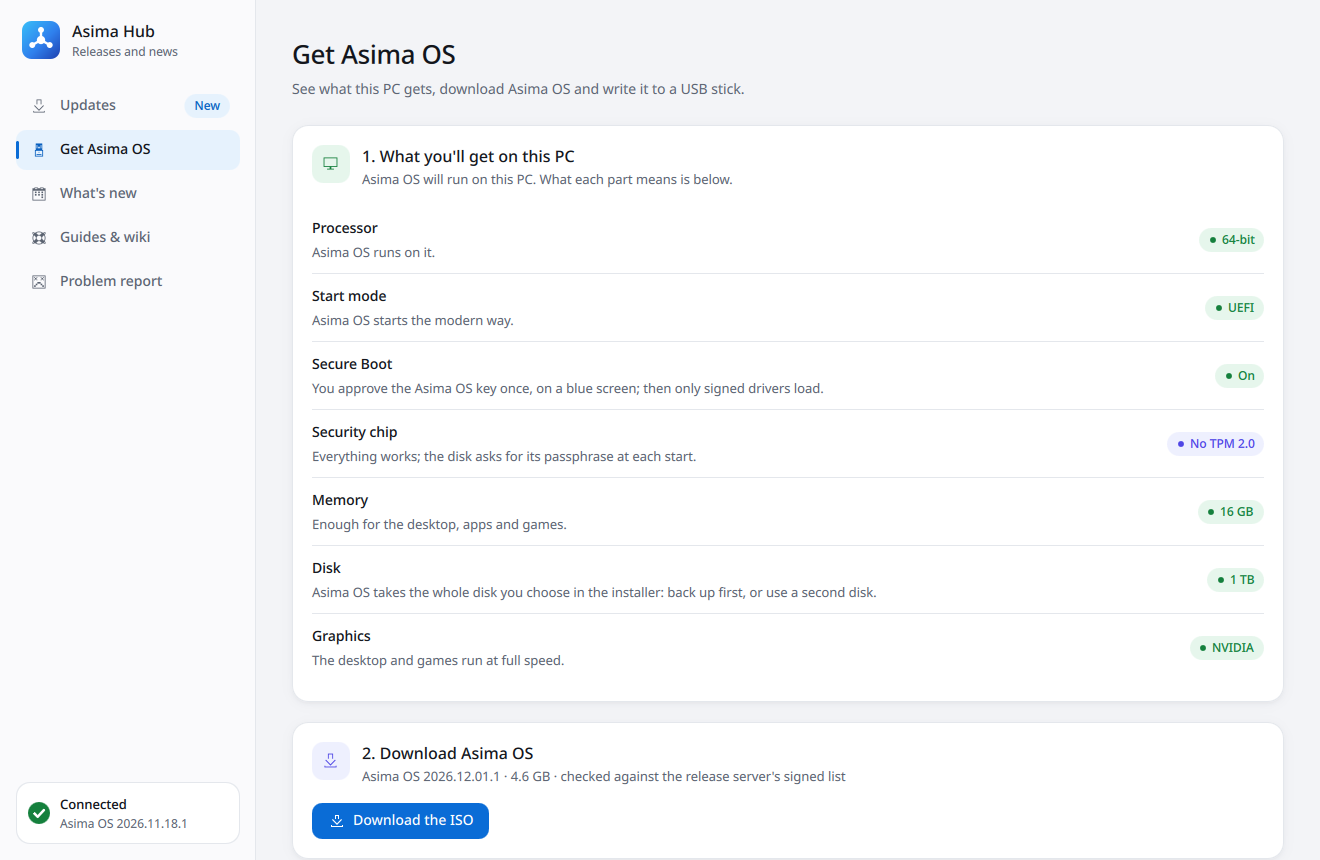 Asima Hub
Releases and news
Updates
New
Get Asima OS
What's new
Guides & wiki
Problem report
Connected
Asima OS 2026.11.18.1
Get Asima OS
See what this PC gets, download Asima OS and write it to a USB stick.
1. What you'll get on this PC
Asima OS will run on this PC. What each part means is below.
Processor
Asima OS runs on it.
64-bit
Start mode
Asima OS starts the modern way.
UEFI
Secure Boot
You approve the Asima OS key once, on a blue screen; then only signed drivers load.
On
Security chip
Everything works; the disk asks for its passphrase at each start.
No TPM 2.0
Memory
Enough for the desktop, apps and games.
16 GB
Disk
Asima OS takes the whole disk you choose in the installer: back up first, or use a second disk.
1 TB
Graphics
The desktop and games run at full speed.
NVIDIA
2. Download Asima OS
Asima OS 2026.12.01.1 · 4.6 GB · checked against the release server's signed list
Download the ISO